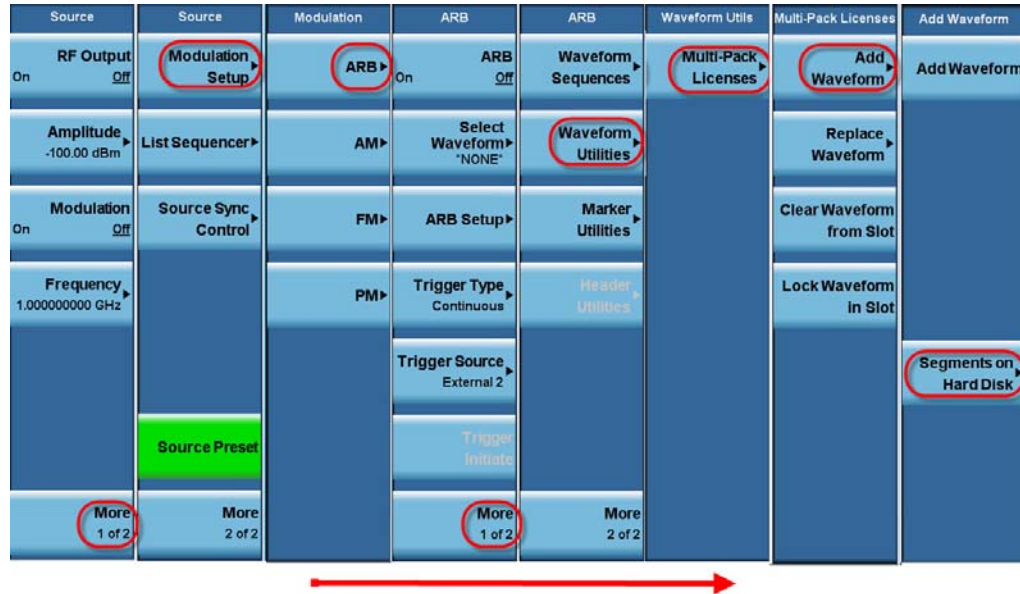 Source
RF Output
On Off
Amplitude
-100.00 dBm
Modulation
On Off
Frequency
1.000000000 GHz
More
1 of 2
Source
Modulation
Setup
List Sequencer
Source Sync
Control
Source Preset
More
2 of 2
Modulation
ARB
AM
FM
PM
ARB
ARB
On Off
Select
Waveform
"NONE"
ARB Setup
Trigger Type
Continuous
Trigger Source
External 2
Trigger
Initiate
More
1 of 2
ARB
Waveform
Sequences
Waveform
Utilities
Marker
Utilities
Header
Utilities
More
2 of 2
Waveform Utils
Multi-Pack
Licenses
Multi-Pack Licenses
Add
Waveform
Replace
Waveform
Clear Waveform
from Slot
Lock Waveform
in Slot
Add Waveform
Add Waveform
Segments on
Hard Disk